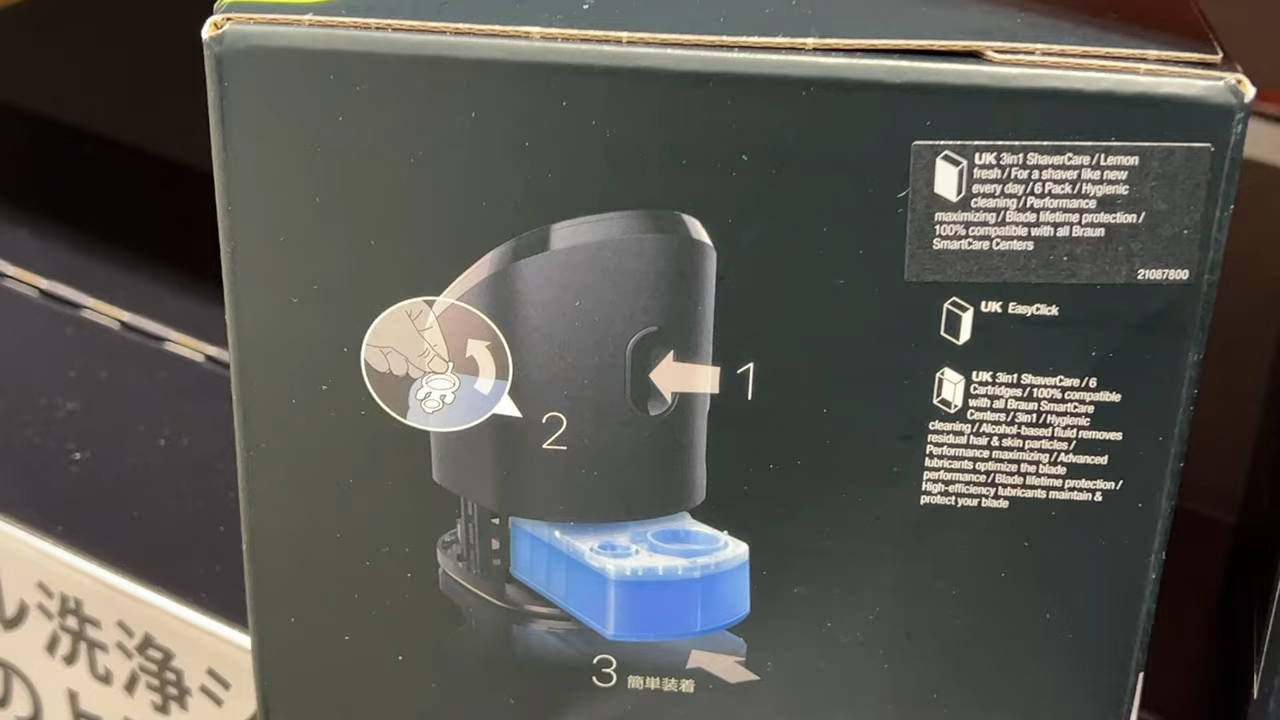 UK 3in1 ShaverCare / Lemon
fresh / For a shaver like new
every day / 6 Pack / Hygienic
cleaning / Performance
maximizing / Blade lifetime protection /
100% compatible with all Braun
SmartCare Centers
21087800
UK EasyClick
UK 3in1 ShaverCare / 6
Cartridges / 100% compatible
with all Braun SmartCare
Centers / 3in1 / Hygienic
cleaning / Alcohol-based fluid removes
residual hair & skin particles /
Performance maximizing / Advanced
lubricants optimize the blade
performance / Blade lifetime protection /
High-efficiency lubricants maintain &
protect your blade
1
2
3 簡単装着
ル洗浄シ